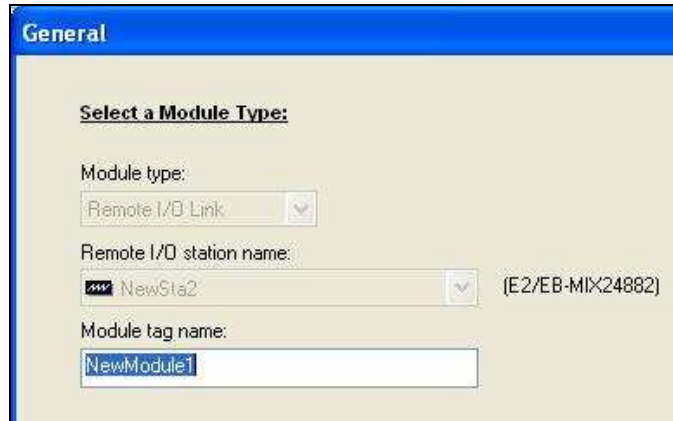 General
Select a Module Type:
Module type:
Remote I/O Link
Remote I/O station name:
NewSta2 (E2/EB-MIX24882)
Module tag name:
NewModule1